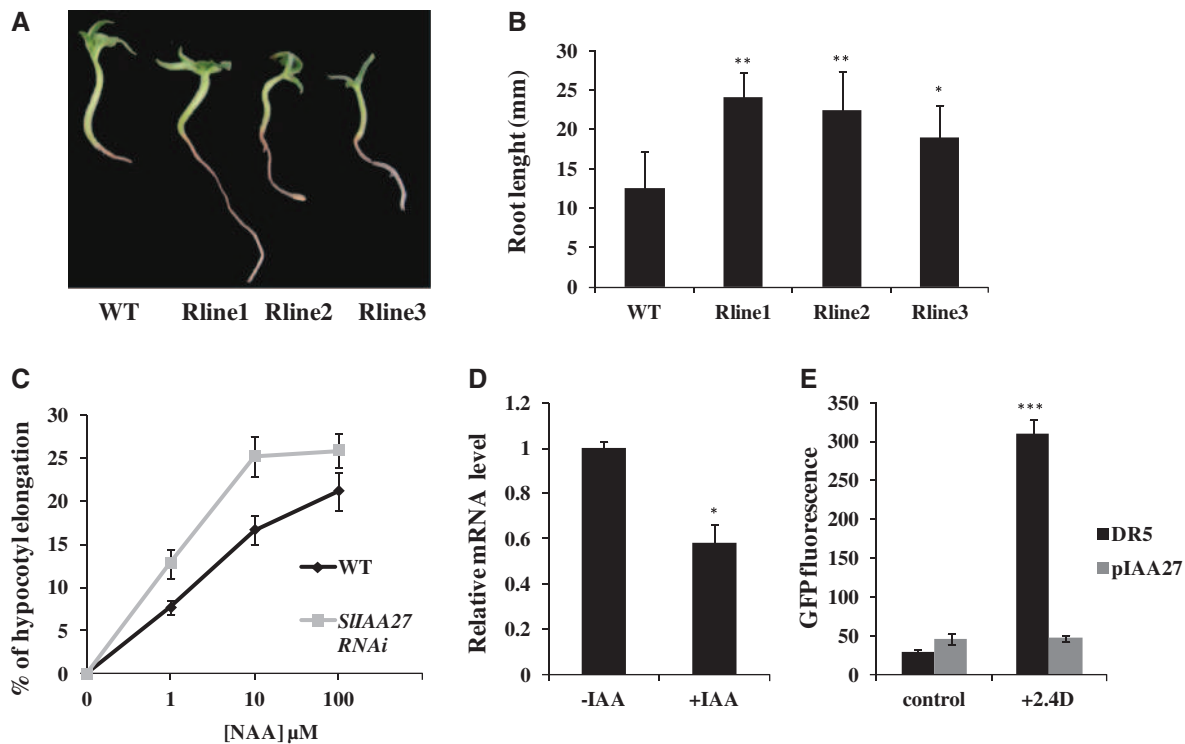 A
WT Rline1 Rline2 Rline3
B
Root lenght (mm)
30
25
20
15
10
5
0
** ** *
WT Rline1 Rline2 Rline3
C
% of hypocotyl elongation
30
25
20
15
10
5
0
WT
SlIAA27
RNAi
0 1 10 100
[NAA] µM
D
Relative mRNA level
1.2
1
0.8
0.6
0.4
0.2
0
*
-IAA +IAA
E
GFP fluorescence
350
300
250
200
150
100
50
0
***
DR5
pIAA27
control +2.4D